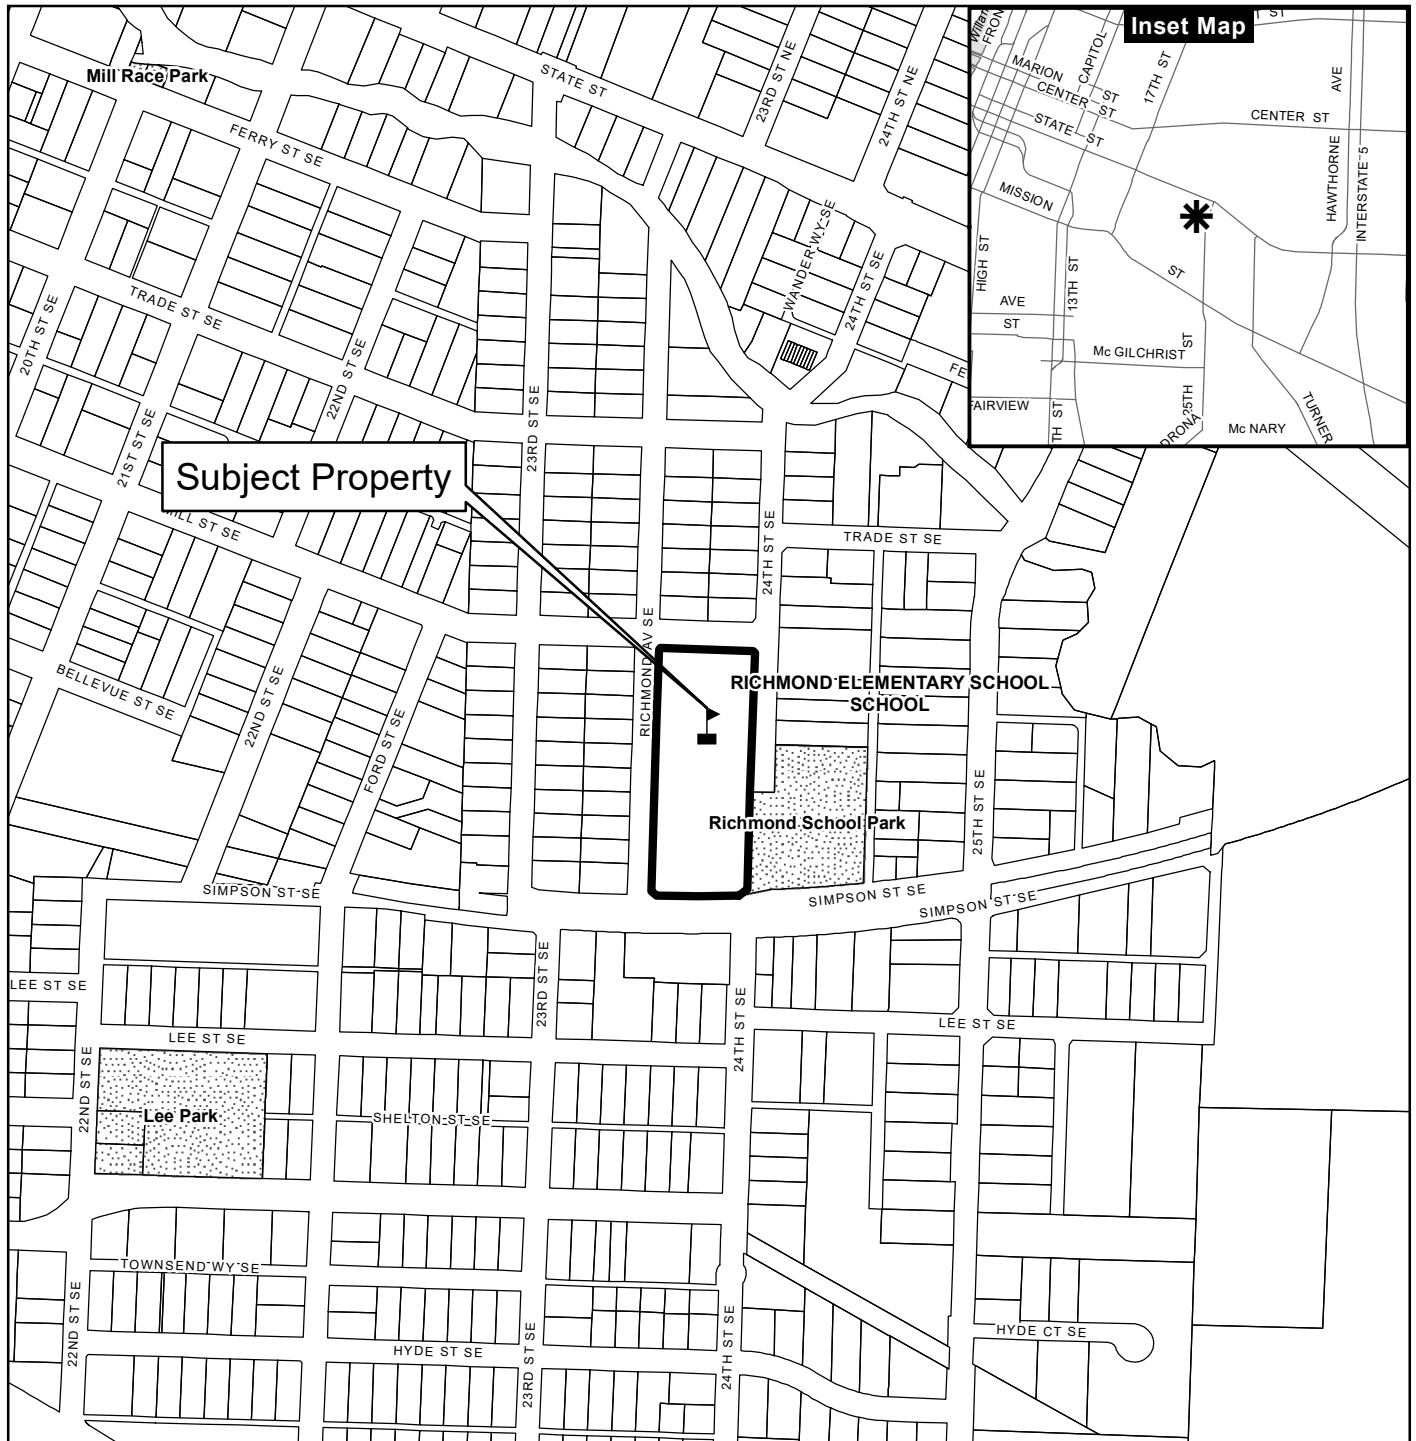 Mill Race Park
STATE ST
23RD ST NE
24TH ST NE
FERRY ST SE
WANDER WY SE
24TH ST SE
TRADE ST SE
20TH ST SE
22ND ST SE
21ST ST SE
23RD ST SE
FE
Inset Map
FRON
CAPITOL
17TH ST
ST
MARION
ST
CENTER ST
STATE ST
CENTER ST
AVE
HAWTHORNE
INTERSTATE 5
MISSION
ST
HIGH ST
13TH ST
AVE
ST
Mc GILCHRIST
ST
25TH
FAIRVIEW
TH ST
DRONA
Mc NARY
TURNER
Subject Property
MILL ST SE
24TH ST SE
TRADE ST SE
RICHMOND AV SE
BELLEVUE ST SE
22ND ST SE
FORD ST SE
RICHMOND ELEMENTARY SCHOOL
SCHOOL
Richmond School Park
25TH ST SE
SIMPSON ST SE
SIMPSON ST SE
SIMPSON ST SE
LEE ST SE
23RD ST SE
24TH ST SE
LEE ST SE
LEE ST SE
22ND ST SE
Lee Park
SHELTON ST SE
TOWNSEND WY SE
22ND ST SE
HYDE ST SE
23RD ST SE
24TH ST SE
HYDE CT SE